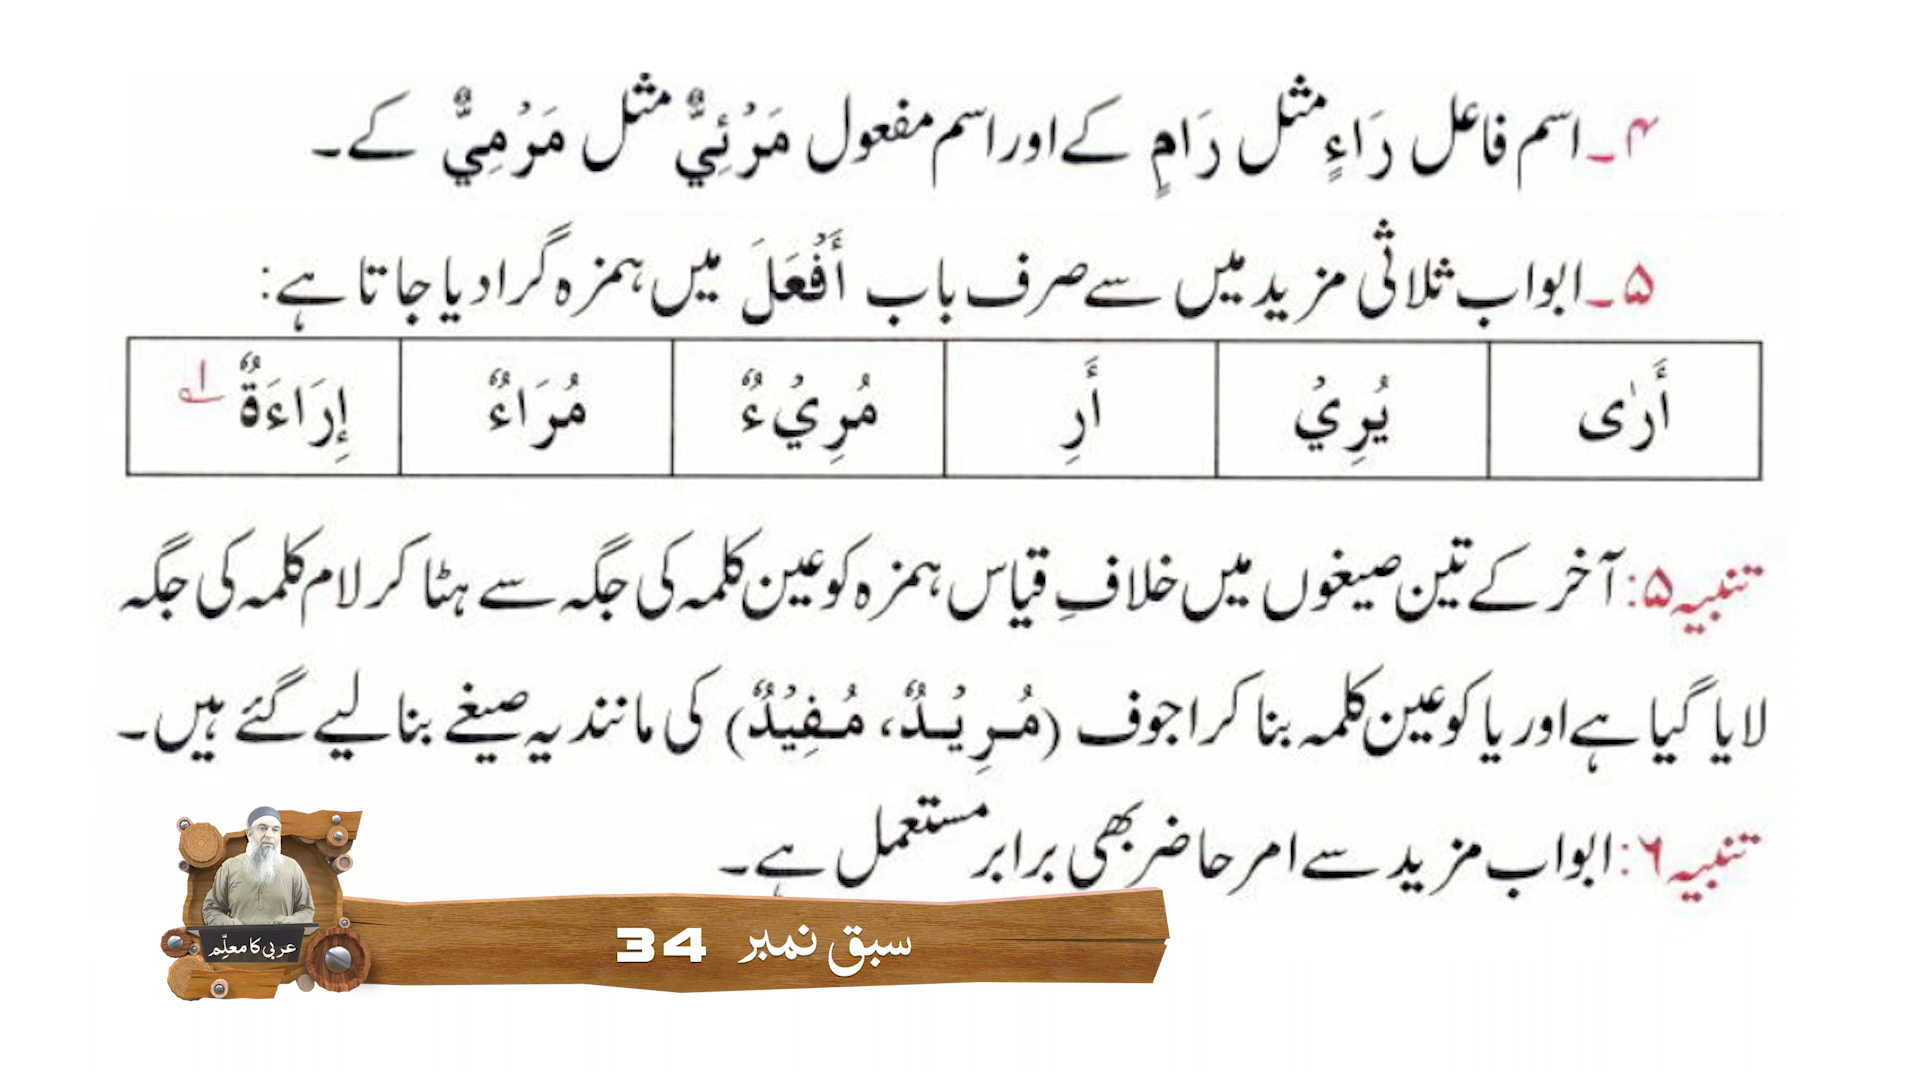 ۴۔ اسم فاعل رَاءٍ مثل رَامٍ کے اور اسم مفعول مَرْئِيٌّ مثل مَرْمِيٌّ کے۔
۵۔ ابواب ثلاثی مزید میں سے صرف باب أَفْعَلَ میں ہمزہ گرا دیا جاتا ہے:
أَرٰى يُرِيْ أَرِ مُرِيْءٌ مُرَاءٌ إِرَاءَةٌ ۱ے
تنبیہ۵: آخر کے تین صیغوں میں خلافِ قیاس ہمزہ کو عین کلمہ کی جگہ سے ہٹا کر لام کلمہ کی جگہ
لایا گیا ہے اور یا کو عین کلمہ بنا کر اجوف (مُرِيْدٌ، مُفِيْدٌ) کی مانند یہ صیغے بنا لیے گئے ہیں۔
تنبیہ۶: ابواب مزید سے امر حاضر بھی برابر مستعمل ہے۔
سبق نمبر 34
عربی کا معلّم